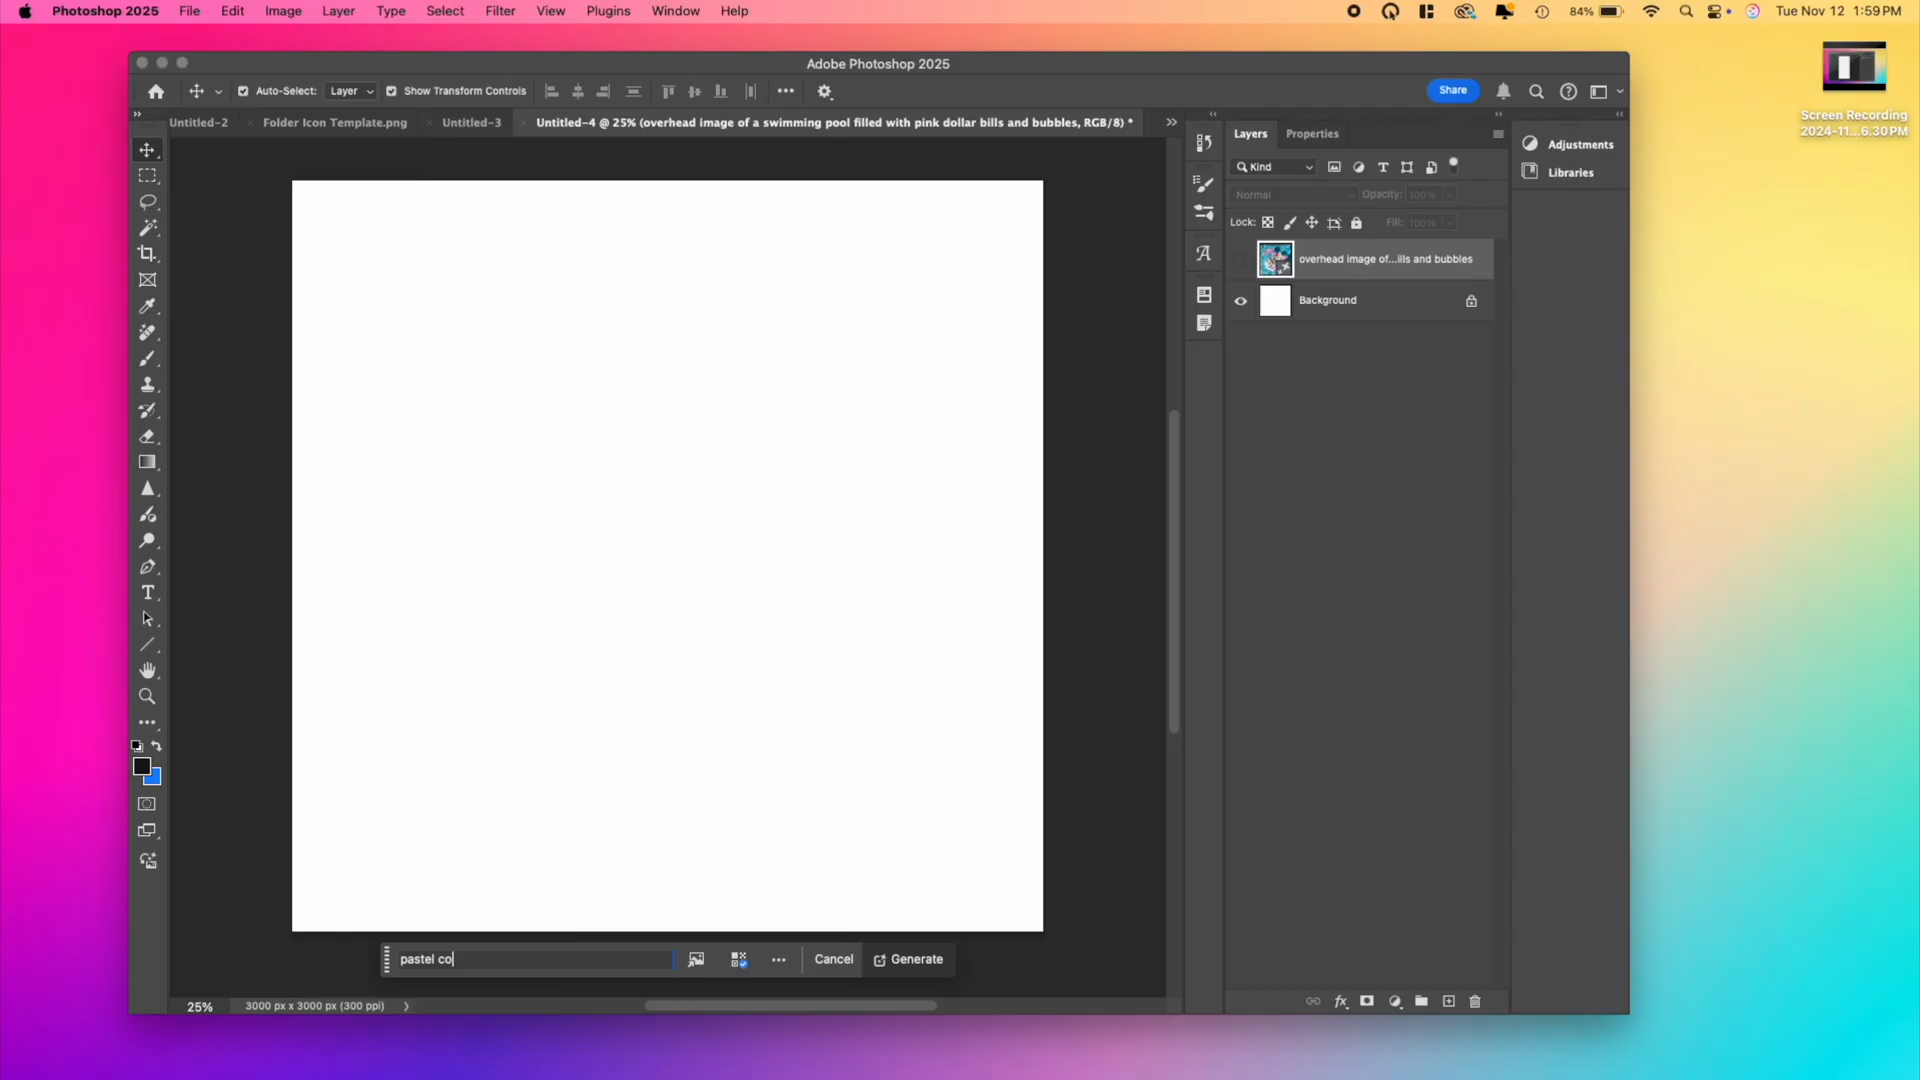 Photoshop 2025 File Edit Image Layer Type Select Filter View Plugins Window Help 84% Tue Nov 12 1:59 PM
Adobe Photoshop 2025
Auto-Select: Layer Show Transform Controls Share
Untitled-2 Folder Icon Template.png Untitled-3 Untitled-4 @ 25% (overhead image of a swimming pool filled with pink dollar bills and bubbles, RGB/8) *
Screen Recording
2024-11...6.30 PM
Layers Properties
Adjustments
Libraries
Kind
Normal Opacity: 100%
Lock: Fill: 100%
overhead image of...ills and bubbles
Background
pastel co Cancel Generate
25% 3000 px x 3000 px (300 ppi)